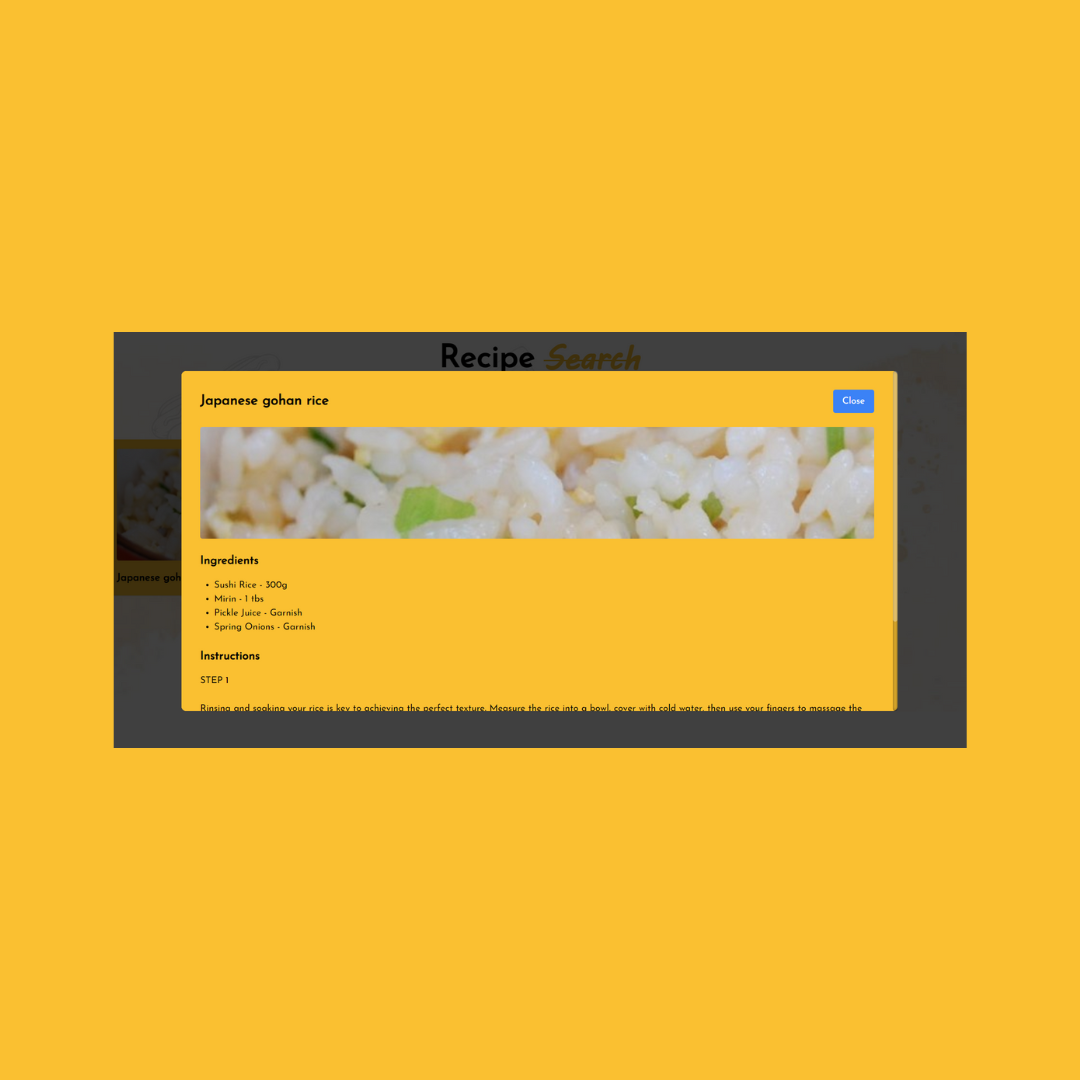 Recipe Search
Japanese gohan rice
Close
Japanese goh
Ingredients
• Sushi Rice - 300g
• Mirin - 1 tbs
• Pickle Juice - Garnish
• Spring Onions - Garnish
Instructions
STEP 1
Rinsing and soaking your rice is key to achieving the perfect texture. Measure the rice into a bowl, cover with cold water, then use your fingers to massage the